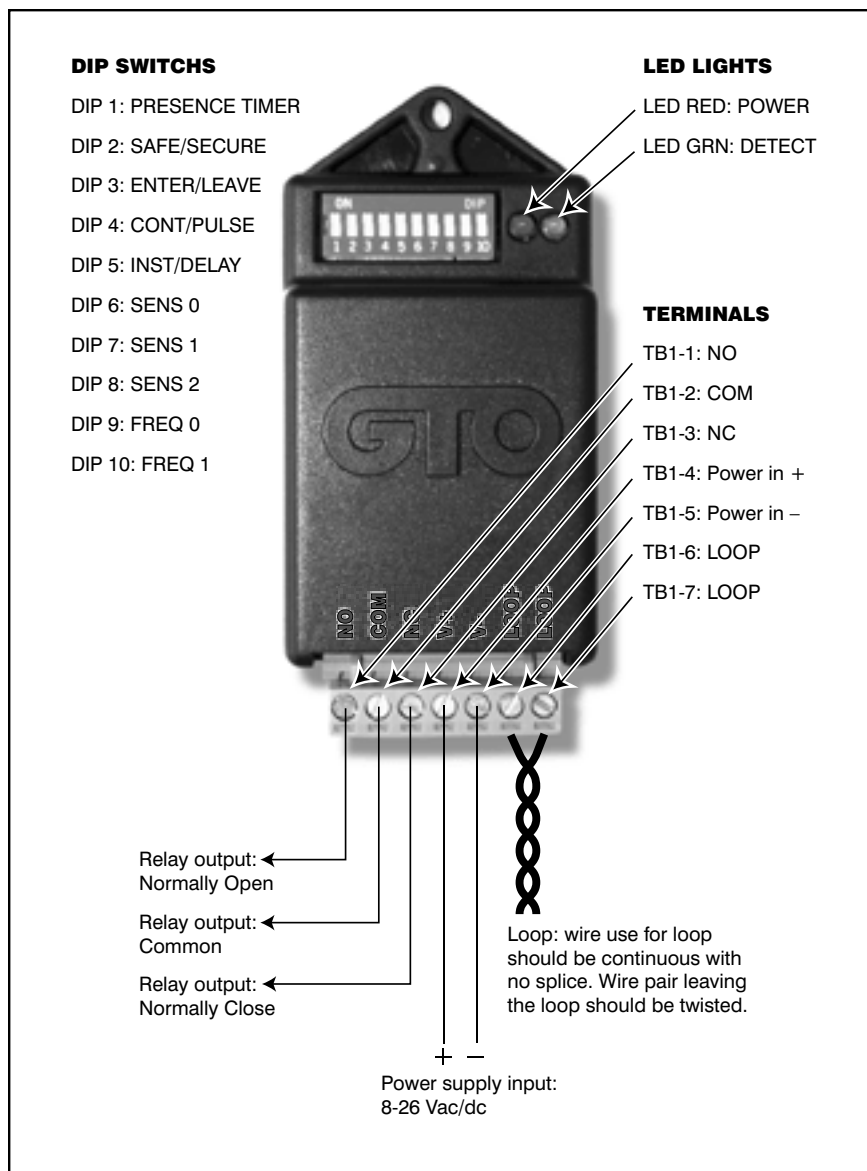 DIP SWITCHS
DIP 1: PRESENCE TIMER
DIP 2: SAFE/SECURE
DIP 3: ENTER/LEAVE
DIP 4: CONT/PULSE
DIP 5: INST/DELAY
DIP 6: SENS 0
DIP 7: SENS 1
DIP 8: SENS 2
DIP 9: FREQ 0
DIP 10: FREQ 1
LED LIGHTS
LED RED: POWER
LED GRN: DETECT
ON DIP
1 2 3 4 5 6 7 8 9 10
TERMINALS
TB1-1: NO
TB1-2: COM
TB1-3: NC
TB1-4: Power in +
TB1-5: Power in –
TB1-6: LOOP
TB1-7: LOOP
GTO
NO
COM
NC
V+
LOOP
LOOP
Relay output:
Normally Open
Relay output:
Common
Relay output:
Normally Close
Loop: wire use for loop
should be continuous with
no splice. Wire pair leaving
the loop should be twisted.
+ –
Power supply input:
8-26 Vac/dc